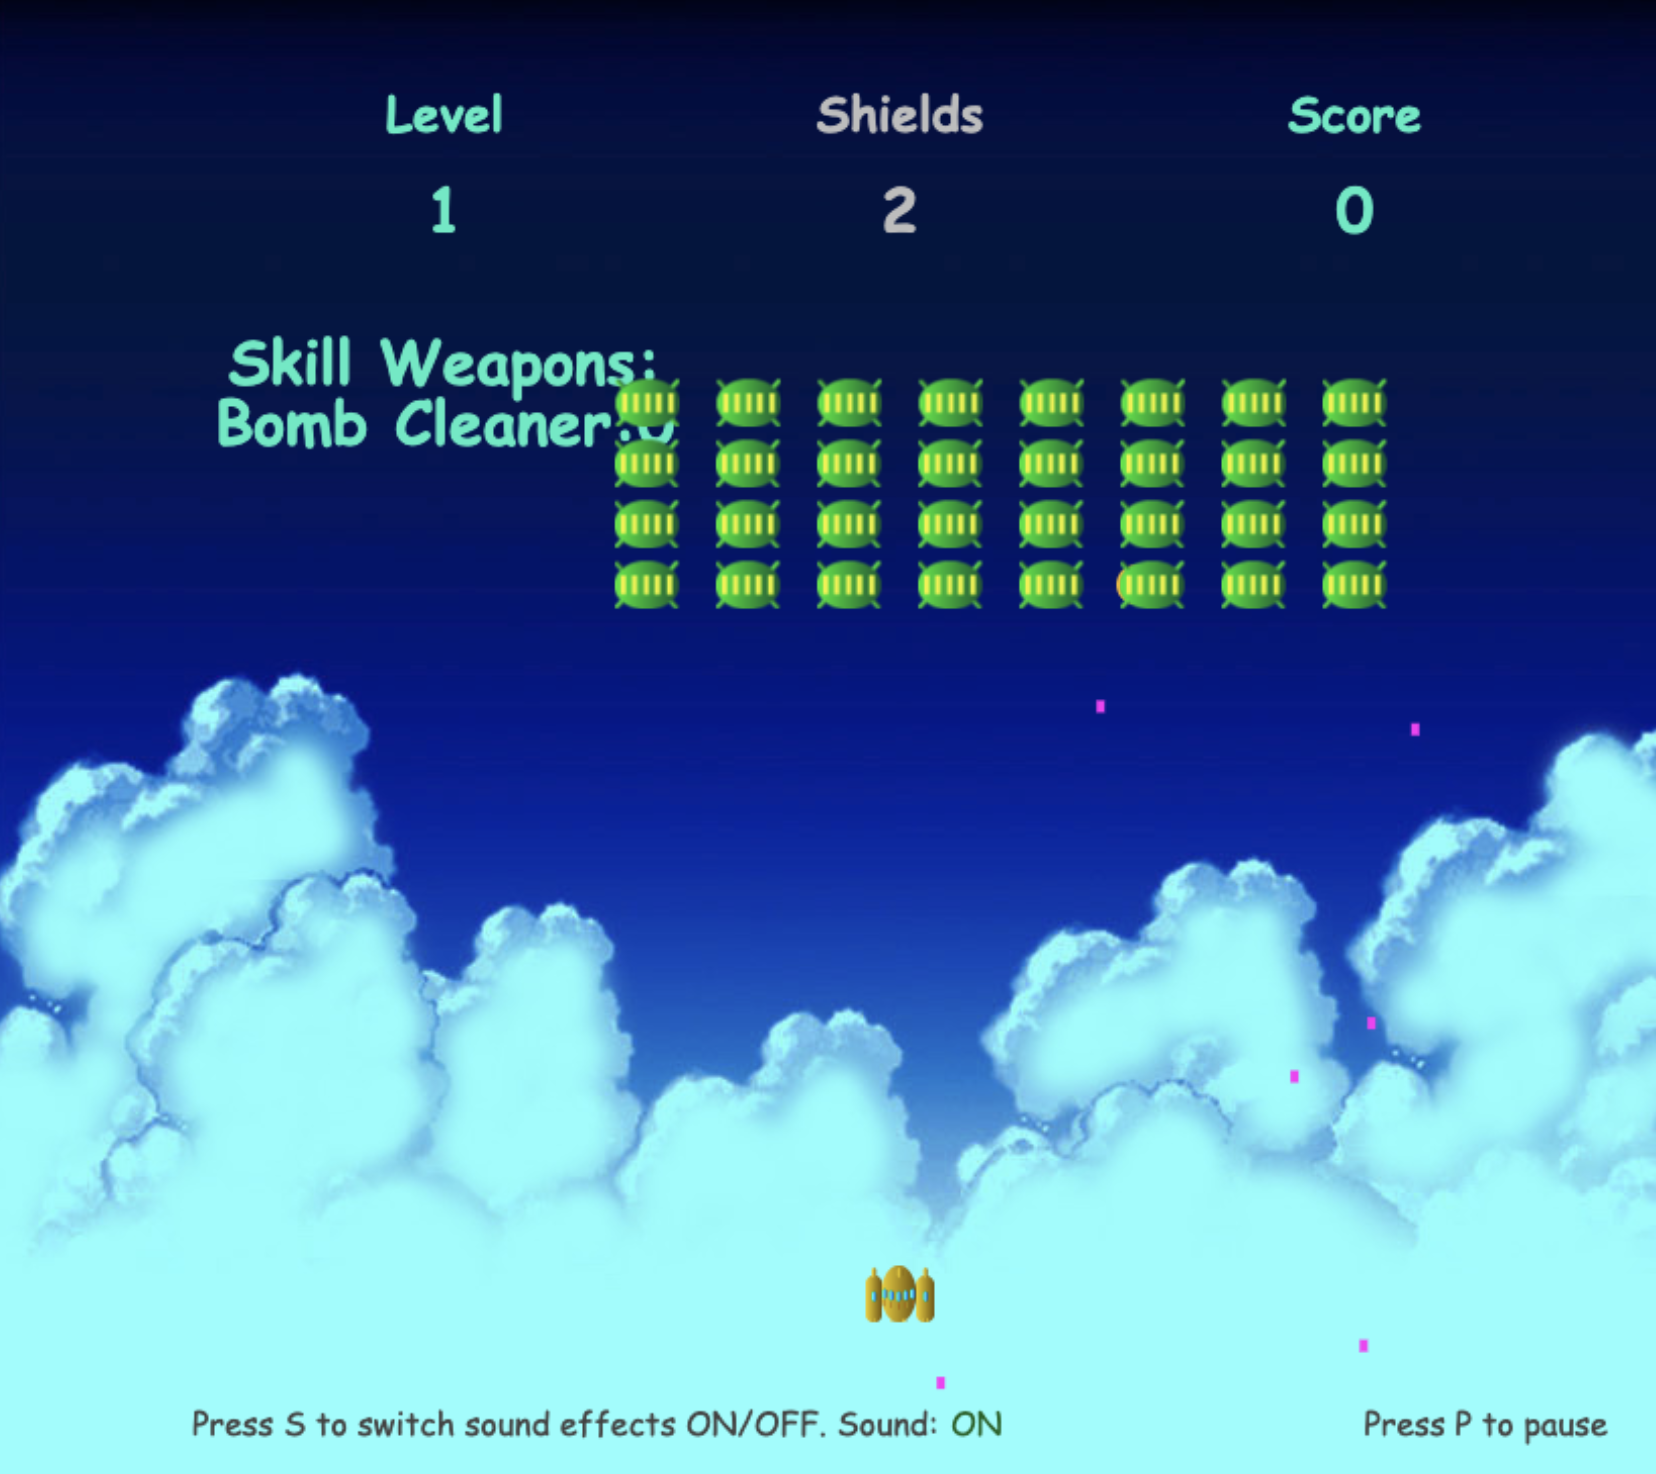 Level Shields Score
1 2 0
Skill Weapons:
Bomb Cleaner:0
Press S to switch sound effects ON/OFF. Sound: ON Press P to pause